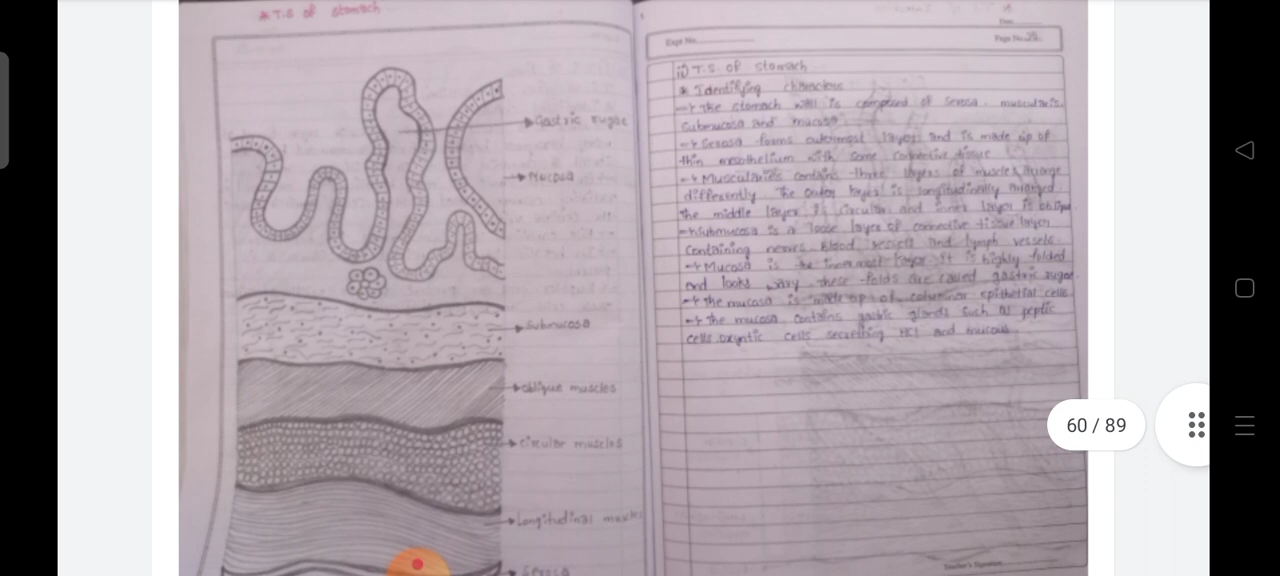 * T.S of stomach
Gastric rugae
Mucosa
Submucosa
oblique muscles
circular muscles
Longitudinal muscles
Serosa
Expt No.
Date
Page No.
ii) T.S. of stomach
* Identifying characters
→ The stomach wall is composed of serosa, muscularis,
submucosa and mucosa.
→ Serosa forms outermost layer and is made up of
thin mesothelium with some connective tissue
→ Muscularies contains three layers of muscles arrange
differently The outer layer is longitudinally arranged
the middle layer is circular and inner layer is oblique
→ Submucosa is a loose layer of connective tissue layer
containing nerves blood vessels and lymph vessels
→ Mucosa is the innermost layer it is highly folded
and looks wavy these folds are called gastric rugae
→ the mucosa is made up of columnar epithelial cells
→ the mucosa contains gastric glands such as peptic
cells oxyntic cells secreting HCl and mucous
Teacher's Signature
60 / 89